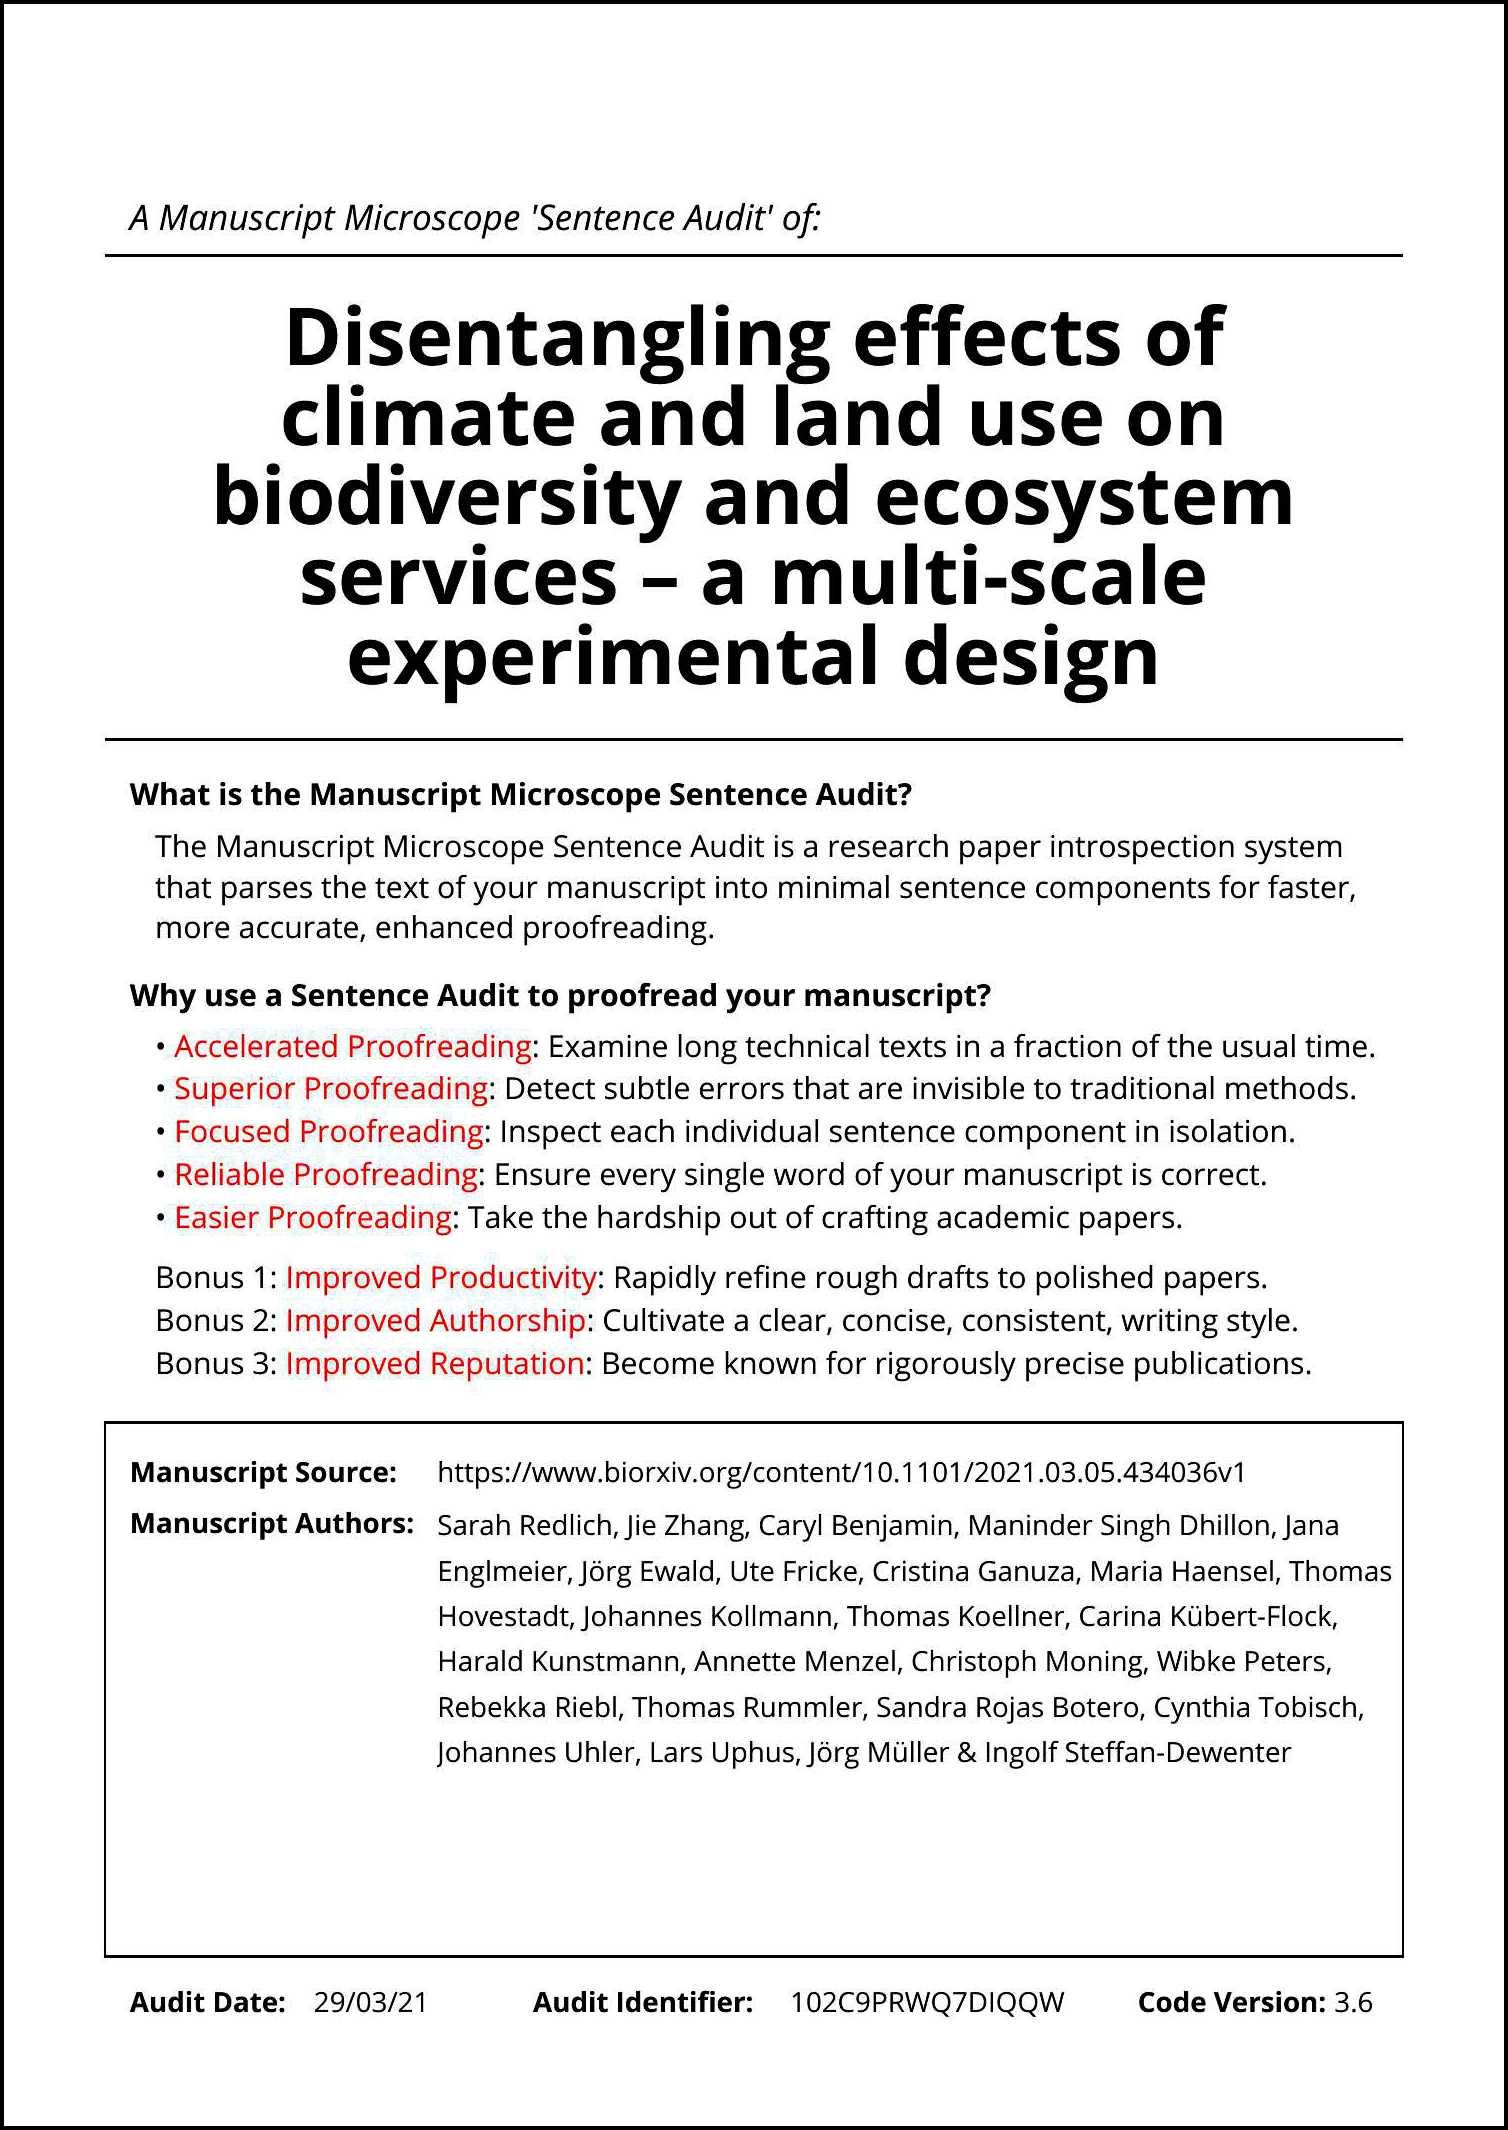 A Manuscript Microscope 'Sentence Audit' of:
Disentangling effects of
climate and land use on
biodiversity and ecosystem
services – a multi-scale
experimental design
What is the Manuscript Microscope Sentence Audit?
The Manuscript Microscope Sentence Audit is a research paper introspection system
that parses the text of your manuscript into minimal sentence components for faster,
more accurate, enhanced proofreading.
Why use a Sentence Audit to proofread your manuscript?
• Accelerated Proofreading: Examine long technical texts in a fraction of the usual time.
• Superior Proofreading: Detect subtle errors that are invisible to traditional methods.
• Focused Proofreading: Inspect each individual sentence component in isolation.
• Reliable Proofreading: Ensure every single word of your manuscript is correct.
• Easier Proofreading: Take the hardship out of crafting academic papers.
Bonus 1: Improved Productivity: Rapidly refine rough drafts to polished papers.
Bonus 2: Improved Authorship: Cultivate a clear, concise, consistent, writing style.
Bonus 3: Improved Reputation: Become known for rigorously precise publications.
Manuscript Source: https://www.biorxiv.org/content/10.1101/2021.03.05.434036v1
Manuscript Authors: Sarah Redlich, Jie Zhang, Caryl Benjamin, Maninder Singh Dhillon, Jana
Englmeier, Jörg Ewald, Ute Fricke, Cristina Ganuza, Maria Haensel, Thomas
Hovestadt, Johannes Kollmann, Thomas Koellner, Carina Kübert-Flock,
Harald Kunstmann, Annette Menzel, Christoph Moning, Wibke Peters,
Rebekka Riebl, Thomas Rummler, Sandra Rojas Botero, Cynthia Tobisch,
Johannes Uhler, Lars Uphus, Jörg Müller & Ingolf Steffan-Dewenter
Audit Date: 29/03/21 Audit Identifier: 102C9PRWQ7DIQQW Code Version: 3.6